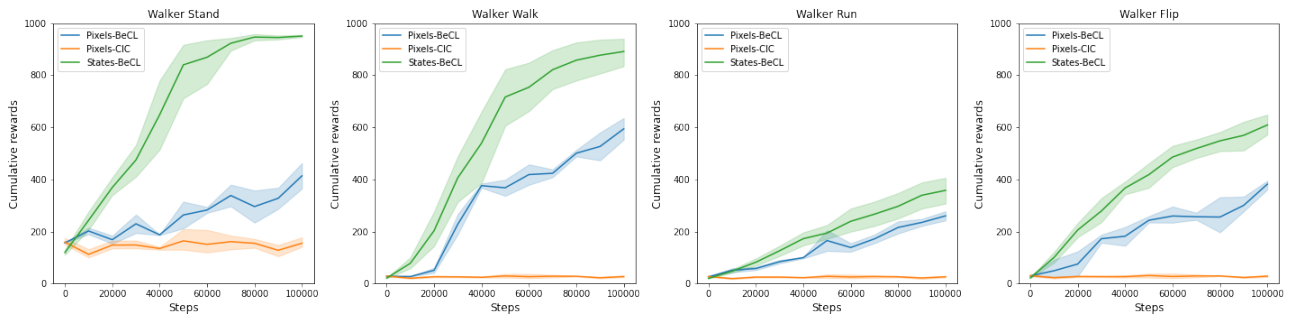 Walker Stand
Cumulative rewards
1000
800
600
400
200
0
Pixels-BeCL
Pixels-CIC
States-BeCL
0 20000 40000 60000 80000 100000
Steps
Walker Walk
Cumulative rewards
1000
800
600
400
200
0
Pixels-BeCL
Pixels-CIC
States-BeCL
0 20000 40000 60000 80000 100000
Steps
Walker Run
Cumulative rewards
1000
800
600
400
200
0
Pixels-BeCL
Pixels-CIC
States-BeCL
0 20000 40000 60000 80000 100000
Steps
Walker Flip
Cumulative rewards
1000
800
600
400
200
0
Pixels-BeCL
Pixels-CIC
States-BeCL
0 20000 40000 60000 80000 100000
Steps